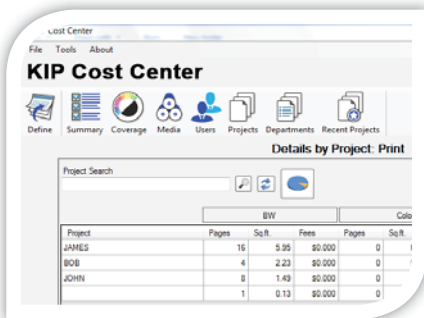 Cost Center
File Tools About
KIP Cost Center
Define Summary Coverage Media Users Projects Departments Recent Projects
Details by Project: Print
Project Search
BW
Project Pages Sq.ft. Fees Pages Sq.ft.
JAMES 16 5.95 $0.000 0
BOB 4 2.23 $0.000 0
JOHN 8 1.49 $0.000 0
1 0.13 $0.000 0